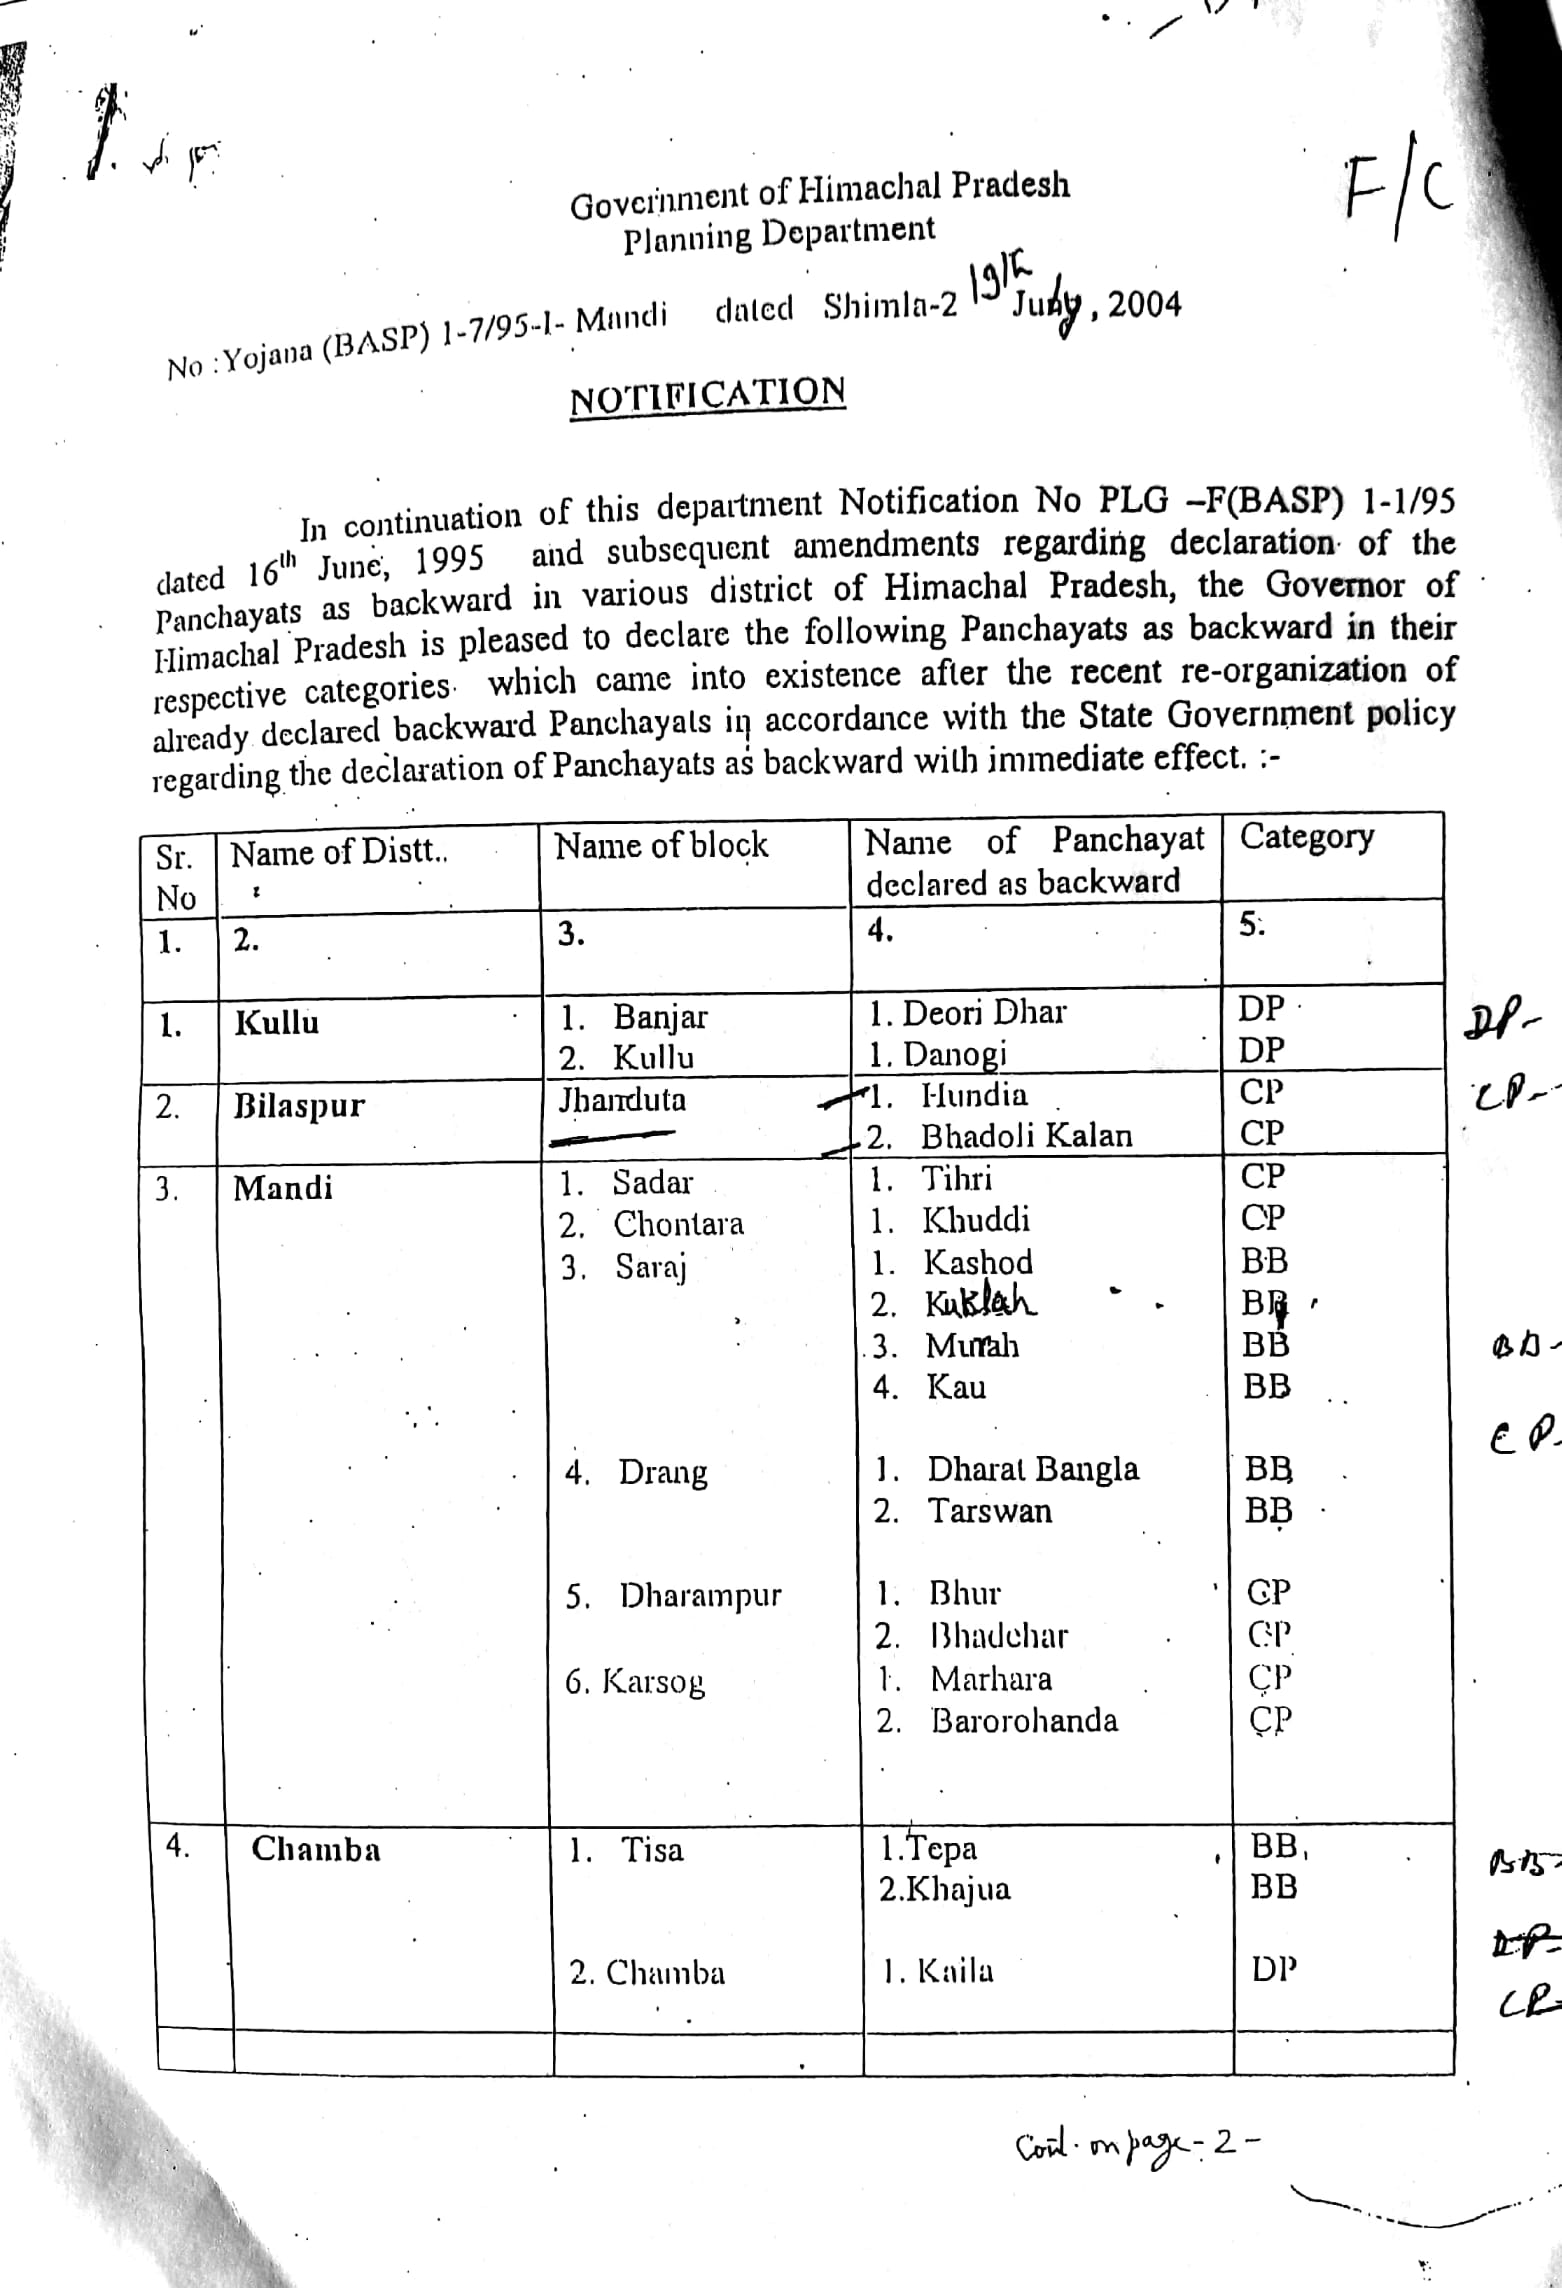 F/C
Government of Himachal Pradesh
Planning Department
No :Yojana (BASP) 1-7/95-I- Mandi dated Shimla-2 19th July, 2004
NOTIFICATION
In continuation of this department Notification No PLG –F(BASP) 1-1/95
dated 16th June, 1995 and subsequent amendments regarding declaration of the
Panchayats as backward in various district of Himachal Pradesh, the Governor of
Himachal Pradesh is pleased to declare the following Panchayats as backward in their
respective categories which came into existence after the recent re-organization of
already declared backward Panchayats in accordance with the State Government policy
regarding the declaration of Panchayats as backward with immediate effect. :-
Sr. No Name of Distt.. Name of block Name of Panchayat declared as backward Category
1. 2. 3. 4. 5.
1. Kullu 1. Banjar 1. Deori Dhar DP DP-
2. Kullu 1. Danogi DP
2. Bilaspur Jhanduta 1. Hundia CP CP-
2. Bhadoli Kalan CP
3. Mandi 1. Sadar 1. Tihri CP
2. Chontara 1. Khuddi CP
3. Saraj 1. Kashod BB
2. Kuklah BB
3. Murah BB
4. Kau BB
CP-
4. Drang 1. Dharat Bangla BB
2. Tarswan BB
5. Dharampur 1. Bhur CP
2. Bhadehar CP
6. Karsog 1. Marhara CP
2. Barorohanda CP
4. Chamba 1. Tisa 1.Tepa BB, BB-
2.Khajua BB
DP-
2. Chamba 1. Kaila DP
CP-
Cont. on page-2-